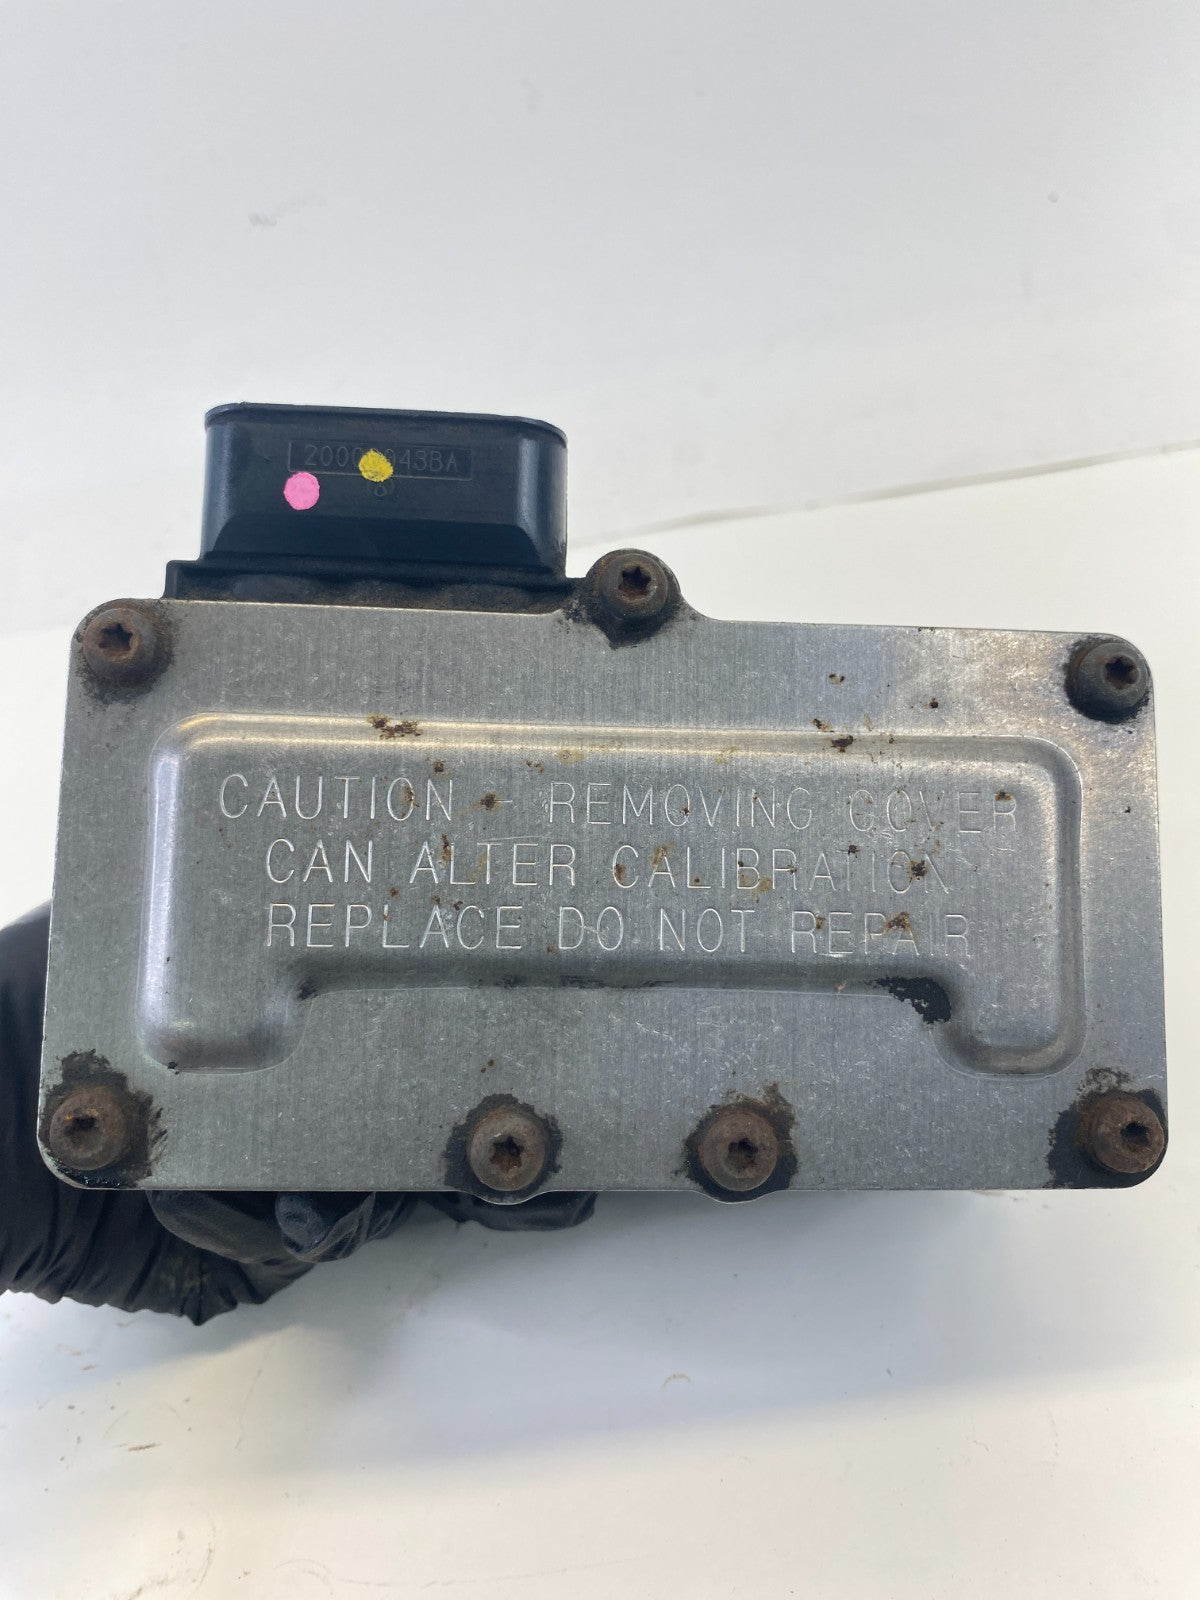 CAUTION - REMOVING COVER
CAN ALTER CALIBRATION
REPLACE DO NOT REPAIR